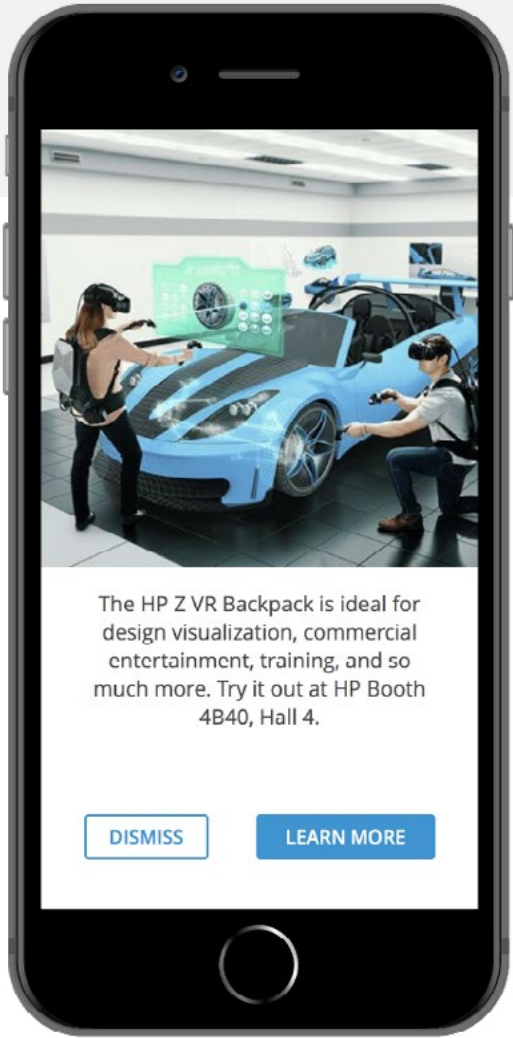 The HP Z VR Backpack is ideal for
design visualization, commercial
entertainment, training, and so
much more. Try it out at HP Booth
4B40, Hall 4.
DISMISS
LEARN MORE